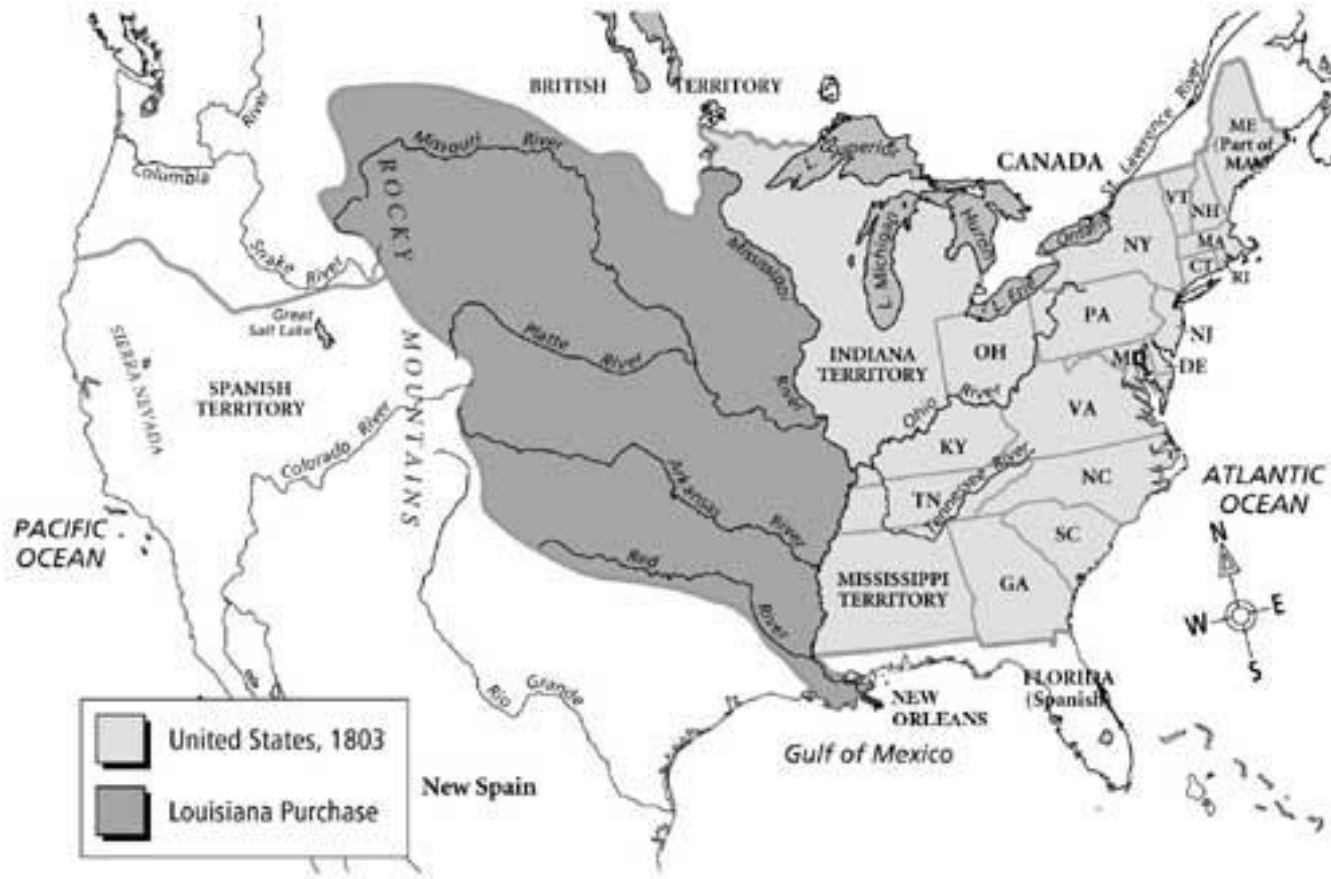 BRITISH TERRITORY
CANADA
St. Lawrence River
ME
(Part of
MA)
L. Superior
L. Michigan
Huron
Ontario
L. Erie
VT
NH
MA
CT
RI
NY
PA
NJ
MD
DE
OH
INDIANA
TERRITORY
VA
KY
Ohio River
TN
Tennessee River
NC
SC
GA
MISSISSIPPI
TERRITORY
ATLANTIC
OCEAN
N
W
E
S
FLORIDA
(Spanish)
NEW
ORLEANS
Gulf of Mexico
River
Columbia
Snake River
Missouri River
ROCKY
MOUNTAINS
Mississippi River
Platte River
Arkansas River
Red River
Great
Salt Lake
SIERRA NEVADA
SPANISH
TERRITORY
Colorado River
PACIFIC
OCEAN
Rio Grande
New Spain
United States, 1803
Louisiana Purchase